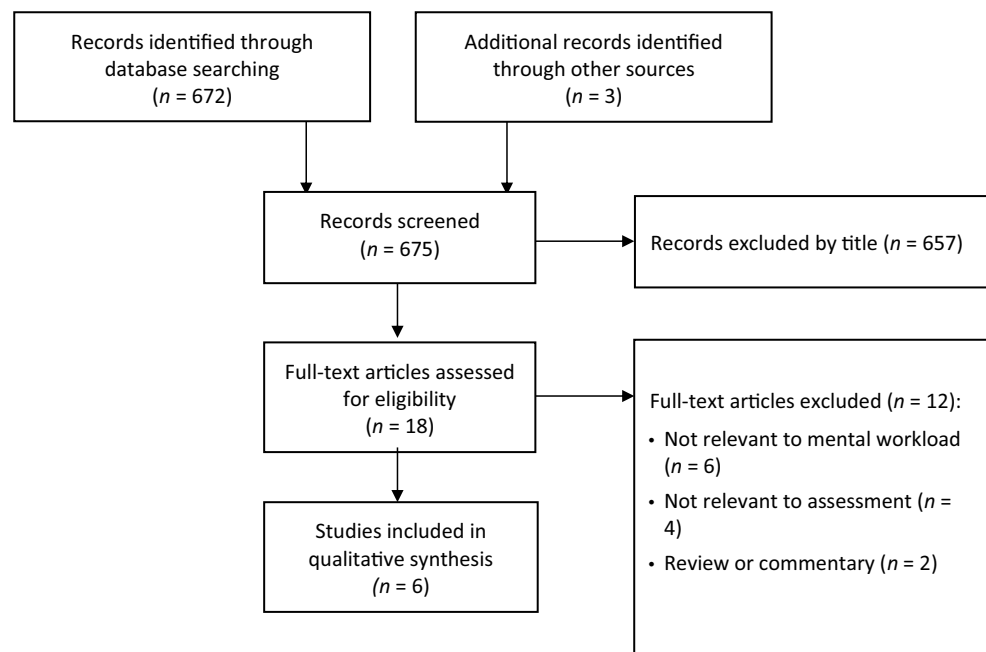 Records identified through
database searching
(n = 672)
Additional records identified
through other sources
(n = 3)
Records screened
(n = 675)
Records excluded by title (n = 657)
Full-text articles assessed
for eligibility
(n = 18)
Full-text articles excluded (n = 12):
• Not relevant to mental workload
(n = 6)
• Not relevant to assessment (n =
4)
• Review or commentary (n = 2)
Studies included in
qualitative synthesis
(n = 6)